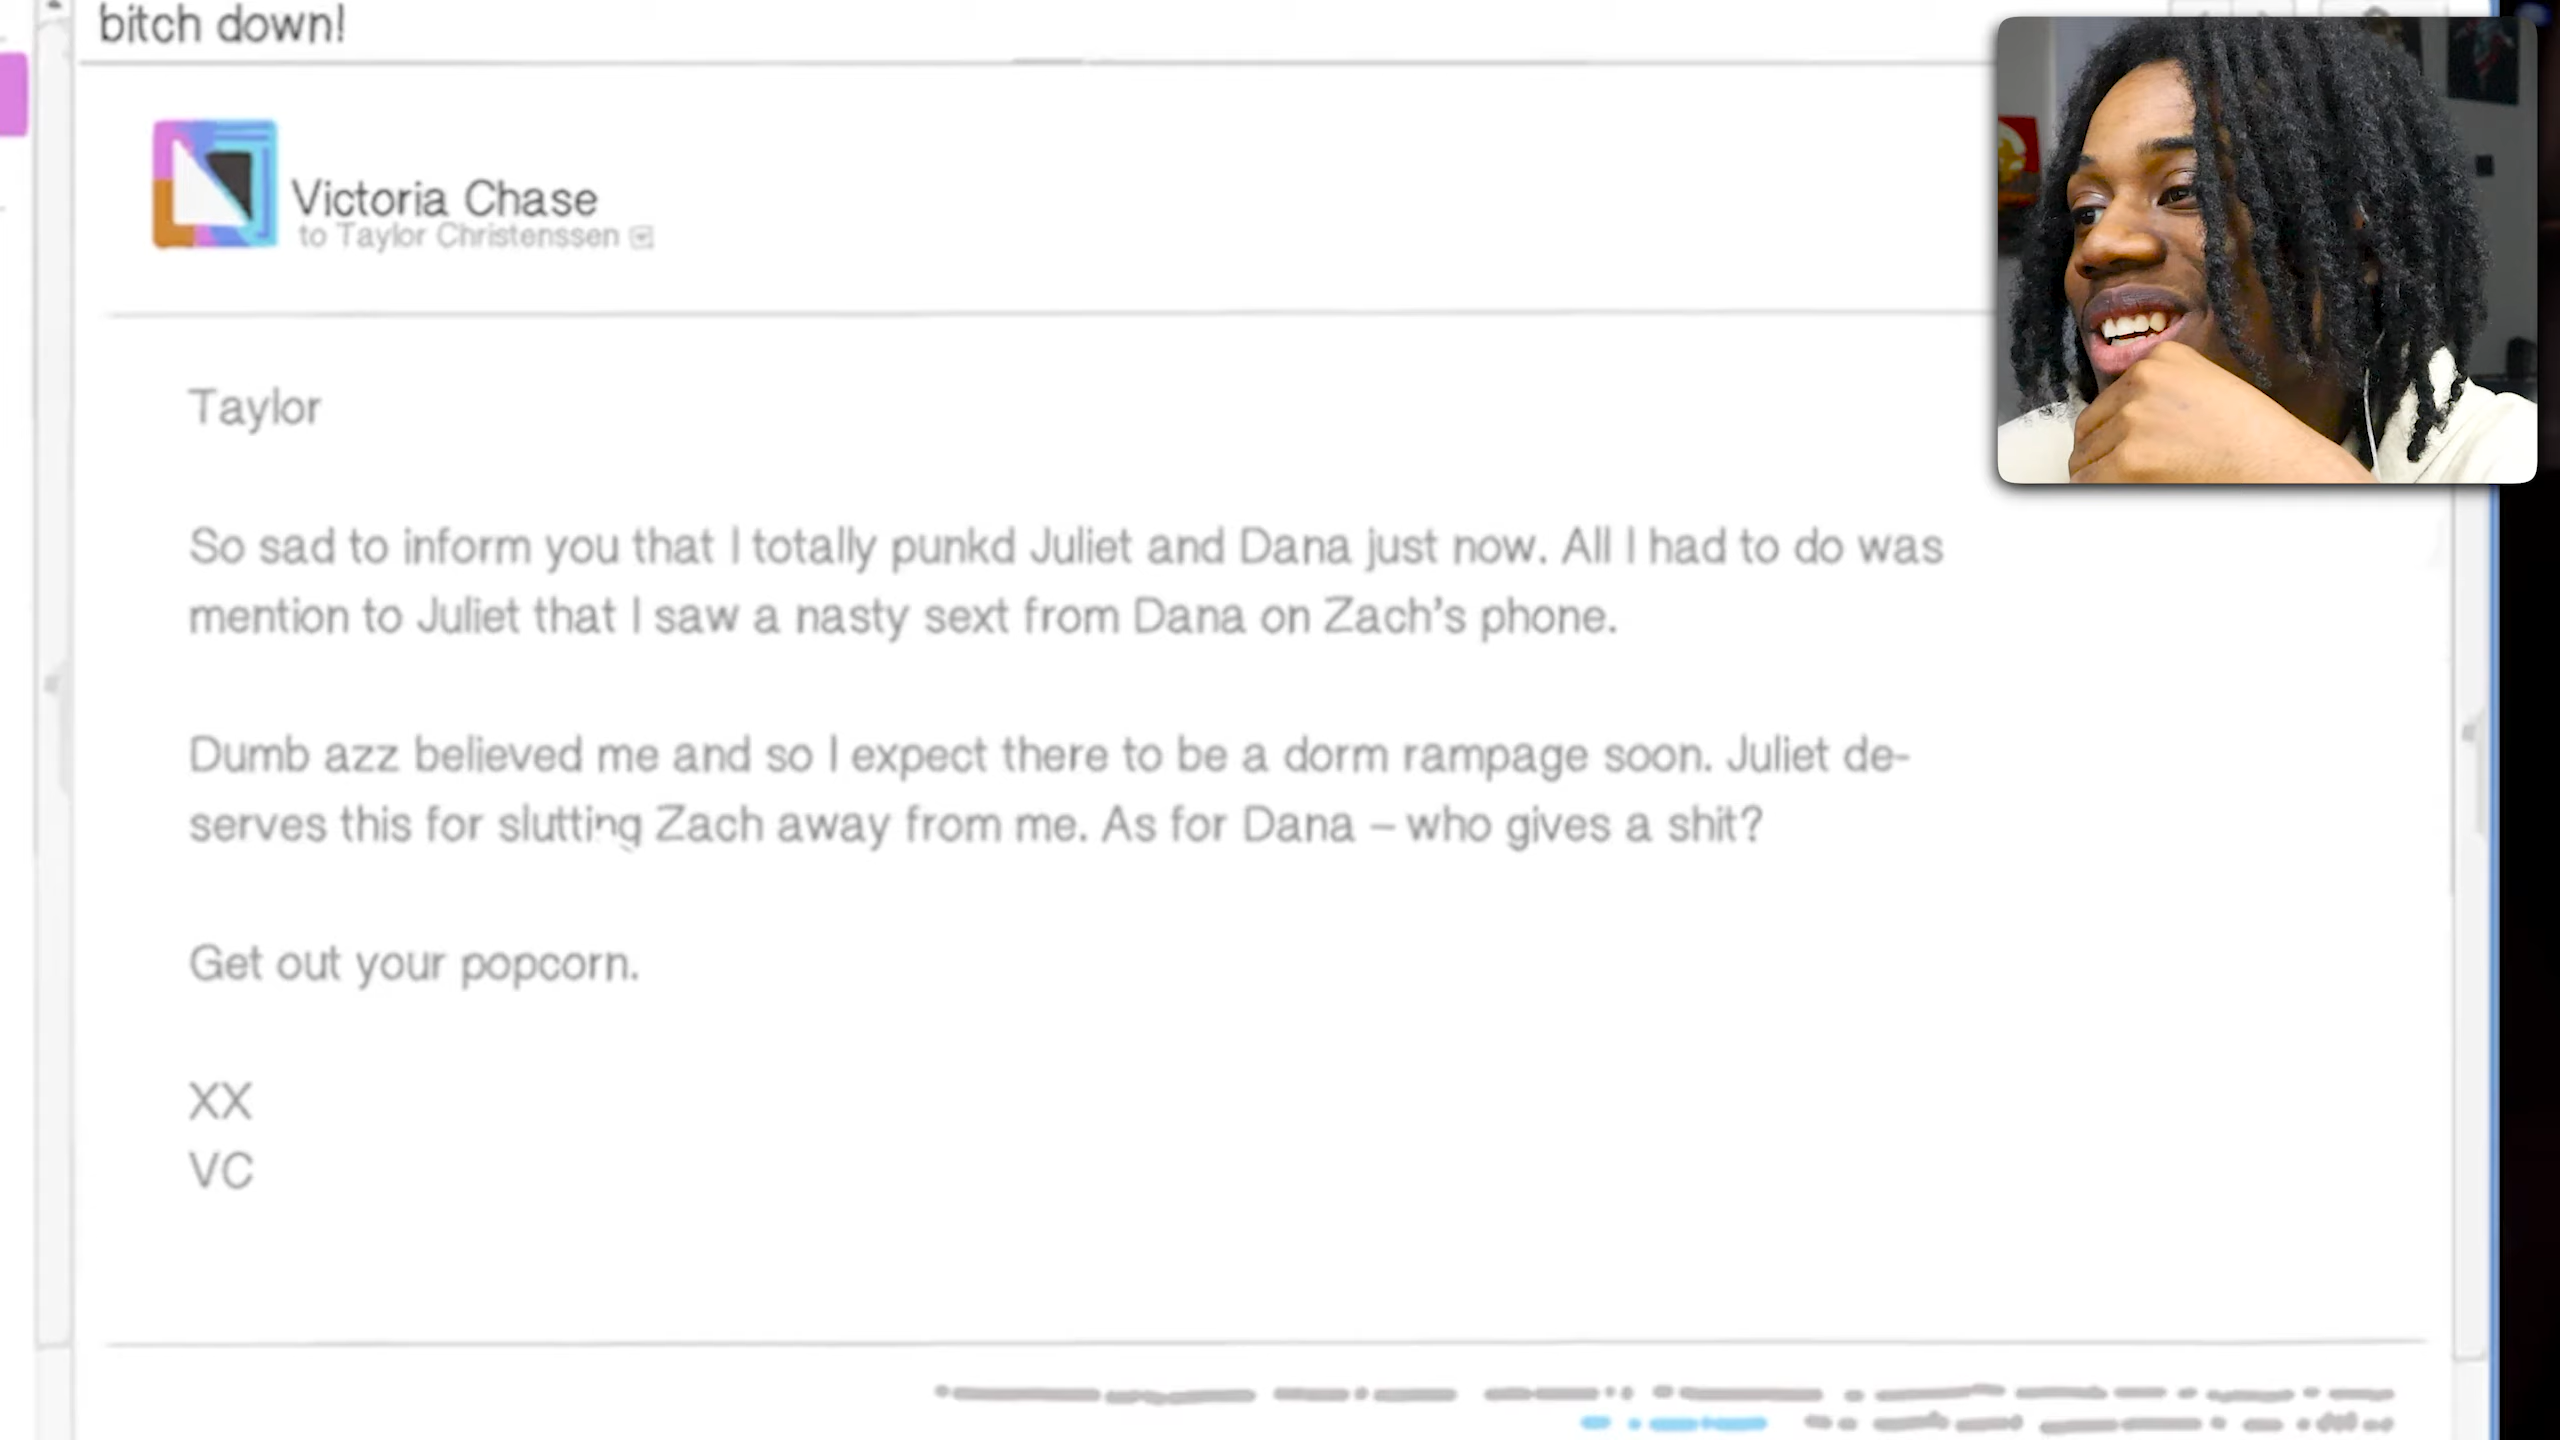 bitch down!
Victoria Chase
to Taylor Christenssen
Taylor
So sad to inform you that I totally punkd Juliet and Dana just now. All I had to do was
mention to Juliet that I saw a nasty sext from Dana on Zach's phone.
Dumb azz believed me and so I expect there to be a dorm rampage soon. Juliet de-
serves this for slutting Zach away from me. As for Dana – who gives a shit?
Get out your popcorn.
XX
VC